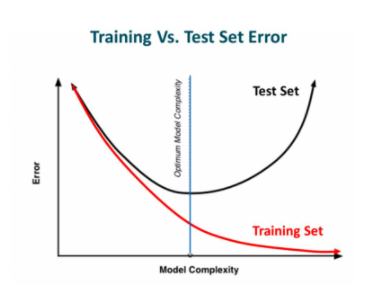 Training Vs. Test Set Error
Test Set
Optimum Model Complexity
Error
Training Set
Model Complexity